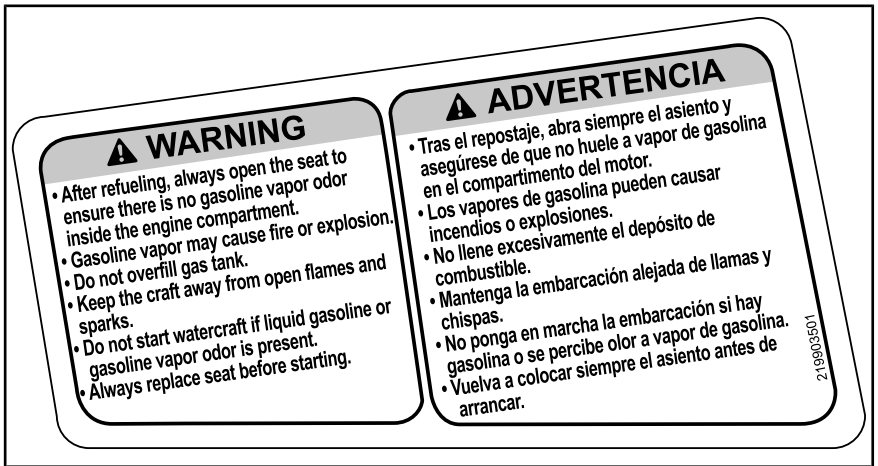 WARNING
• After refueling, always open the seat to
ensure there is no gasoline vapor odor
inside the engine compartment.
• Gasoline vapor may cause fire or explosion.
• Do not overfill gas tank.
• Keep the craft away from open flames and
sparks.
• Do not start watercraft if liquid gasoline or
gasoline vapor odor is present.
• Always replace seat before starting.
ADVERTENCIA
• Tras el repostaje, abra siempre el asiento y
asegúrese de que no huele a vapor de gasolina
en el compartimento del motor.
• Los vapores de gasolina pueden causar
incendios o explosiones.
• No llene excesivamente el depósito de
combustible.
• Mantenga la embarcación alejada de llamas y
chispas.
• No ponga en marcha la embarcación si hay
gasolina o se percibe olor a vapor de gasolina.
• Vuelva a colocar siempre el asiento antes de
arrancar.
219903501